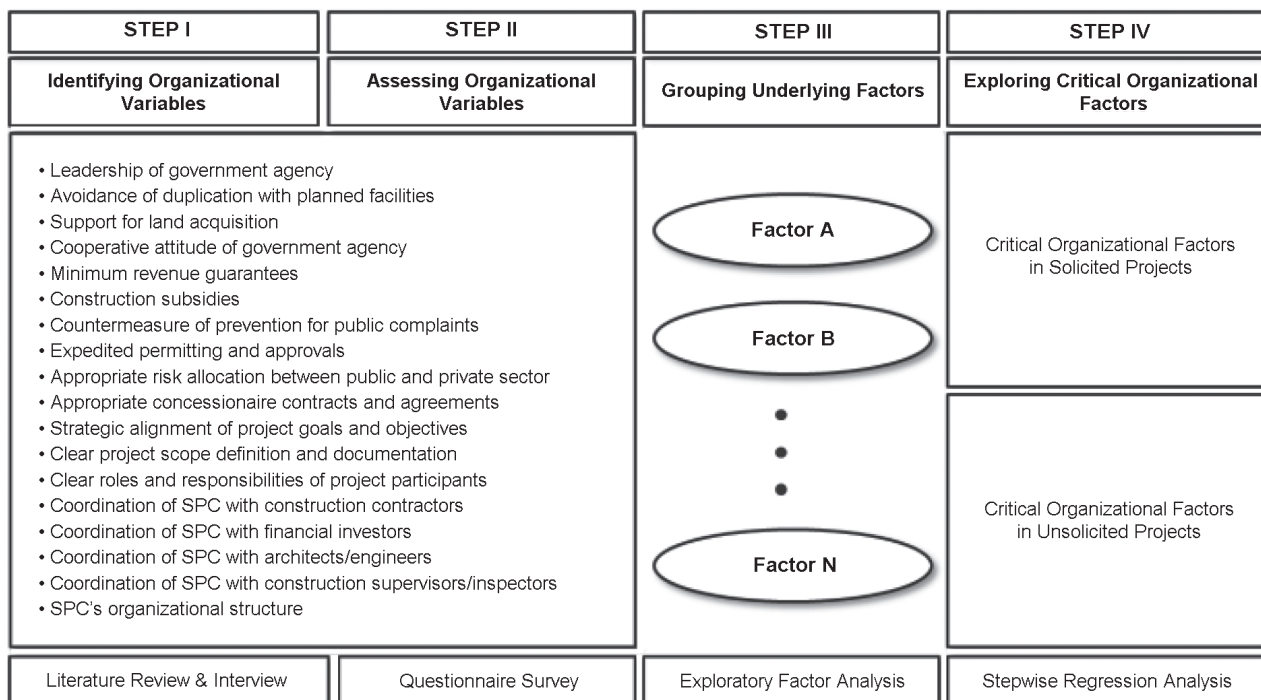 STEP I
STEP II
STEP III
STEP IV
Identifying Organizational
Variables
Assessing Organizational
Variables
Grouping Underlying Factors
Exploring Critical Organizational
Factors
• Leadership of government agency
• Avoidance of duplication with planned facilities
• Support for land acquisition
• Cooperative attitude of government agency
• Minimum revenue guarantees
• Construction subsidies
• Countermeasure of prevention for public complaints
• Expedited permitting and approvals
• Appropriate risk allocation between public and private sector
• Appropriate concessionaire contracts and agreements
• Strategic alignment of project goals and objectives
• Clear project scope definition and documentation
• Clear roles and responsibilities of project participants
• Coordination of SPC with construction contractors
• Coordination of SPC with financial investors
• Coordination of SPC with architects/engineers
• Coordination of SPC with construction supervisors/inspectors
• SPC's organizational structure
Factor A
Factor B
Factor N
Critical Organizational Factors
in Solicited Projects
Critical Organizational Factors
in Unsolicited Projects
Literature Review & Interview
Questionnaire Survey
Exploratory Factor Analysis
Stepwise Regression Analysis